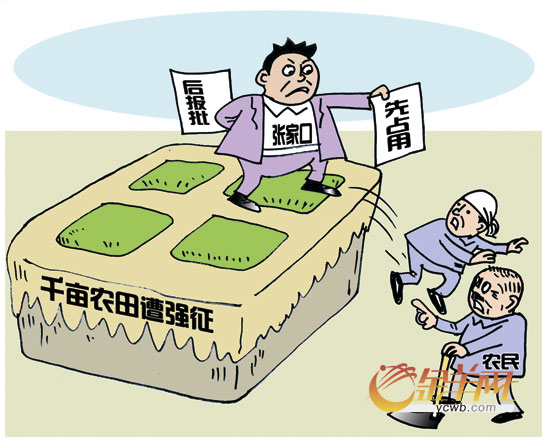 后报批
张家口
先占用
千亩农田遭强征
农民
金羊网
ycwb.com